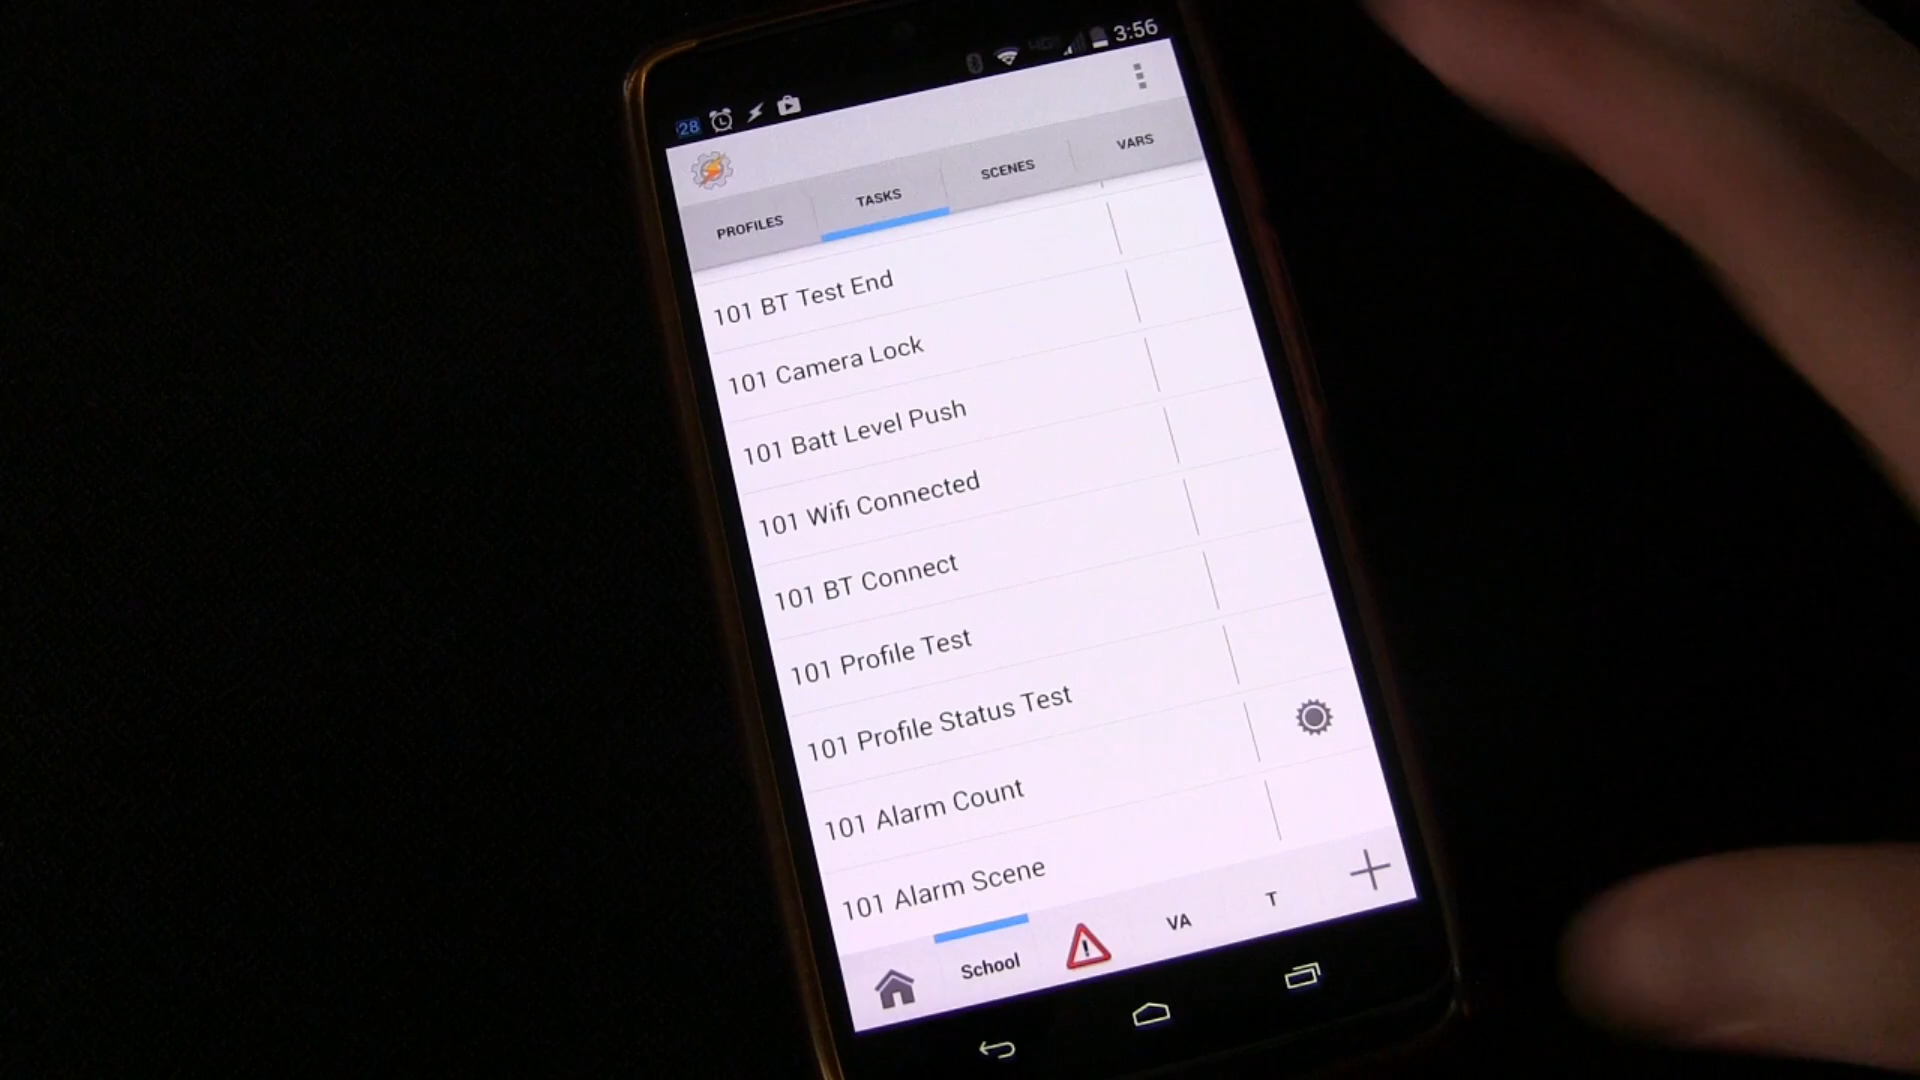 28
3:56
PROFILES
TASKS
SCENES
VARS
101 BT Test End
101 Camera Lock
101 Batt Level Push
101 Wifi Connected
101 BT Connect
101 Profile Test
101 Profile Status Test
101 Alarm Count
101 Alarm Scene
School
VA
T